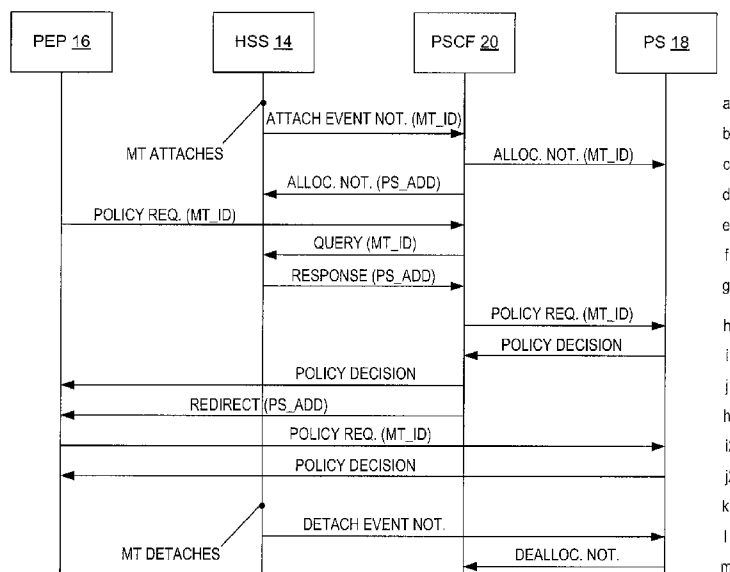 PEP 16
HSS 14
PSCF 20
PS 18
a
ATTACH EVENT NOT. (MT_ID)
b
MT ATTACHES
ALLOC. NOT. (MT_ID)
c
ALLOC. NOT. (PS_ADD)
d
POLICY REQ. (MT_ID)
e
QUERY (MT_ID)
f
RESPONSE (PS_ADD)
g
POLICY REQ. (MT_ID)
h
POLICY DECISION
i
POLICY DECISION
j
REDIRECT (PS_ADD)
h
POLICY REQ. (MT_ID)
i2
POLICY DECISION
j2
k
DETACH EVENT NOT.
l
MT DETACHES
DEALLOC. NOT.
m